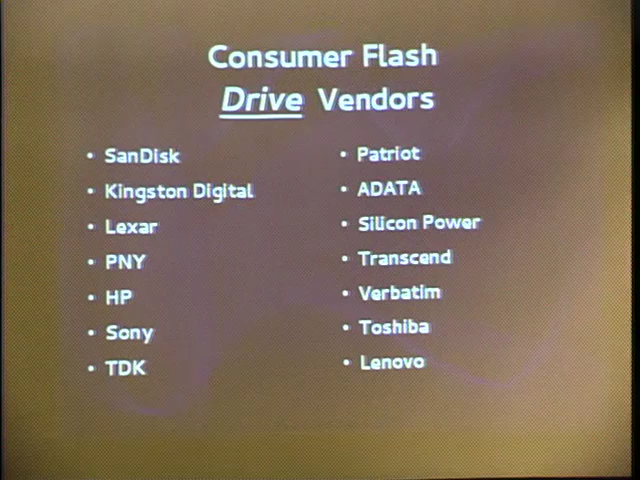 Consumer Flash
Drive Vendors
• SanDisk
• Kingston Digital
• Lexar
• PNY
• HP
• Sony
• TDK
• Patriot
• ADATA
• Silicon Power
• Transcend
• Verbatim
• Toshiba
• Lenovo